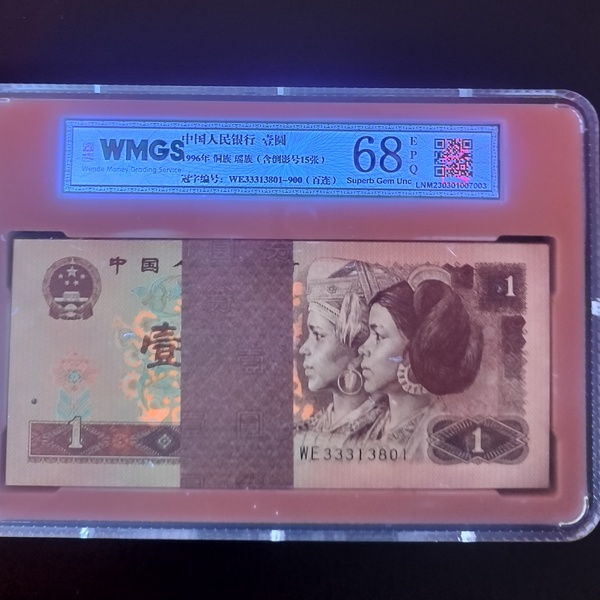 WMGS
Wende Money Grading Service
中国人民银行 壹圆
1996年 侗族 瑶族（含倒影号15张）
冠字编号：WE33313801-900（百连）
68
EPQ
Superb Gem Unc
LNM230301007003
中国
1
壹
1
WE33313801
1